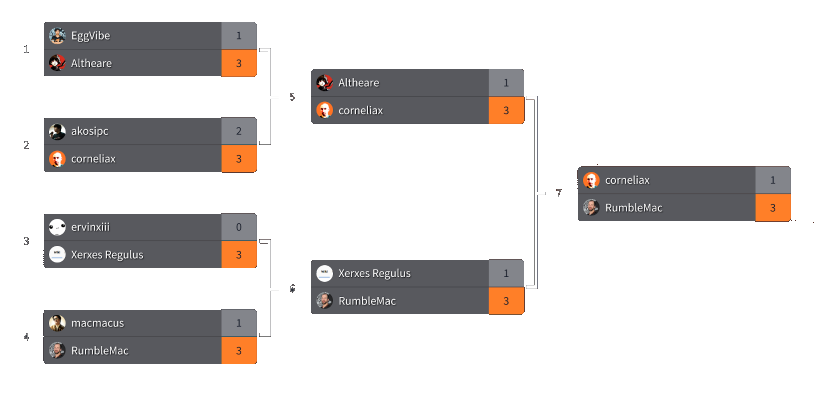 1
EggVibe 1
Altheare 3
2
akosipc 2
corneliax 3
3
ervinxiii 0
Xerxes Regulus 3
4
macmacus 1
RumbleMac 3
5
Altheare 1
corneliax 3
6
Xerxes Regulus 1
RumbleMac 3
7
corneliax 1
RumbleMac 3